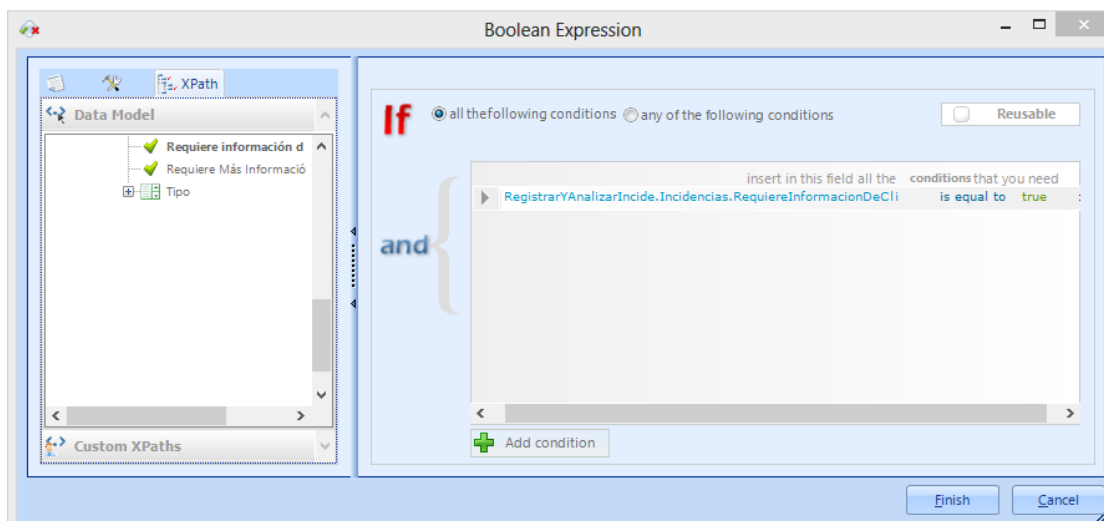 Boolean Expression
XPath
Data Model
Requiere información d
Requiere Más Informació
Tipo
Custom XPaths
If
all thefollowing conditions any of the following conditions
Reusable
insert in this field all the conditions that you need
RegistrarYAnalizarIncide.Incidencias.RequiereInformacionDeCli is equal to true :
and
Add condition
Finish
Cancel